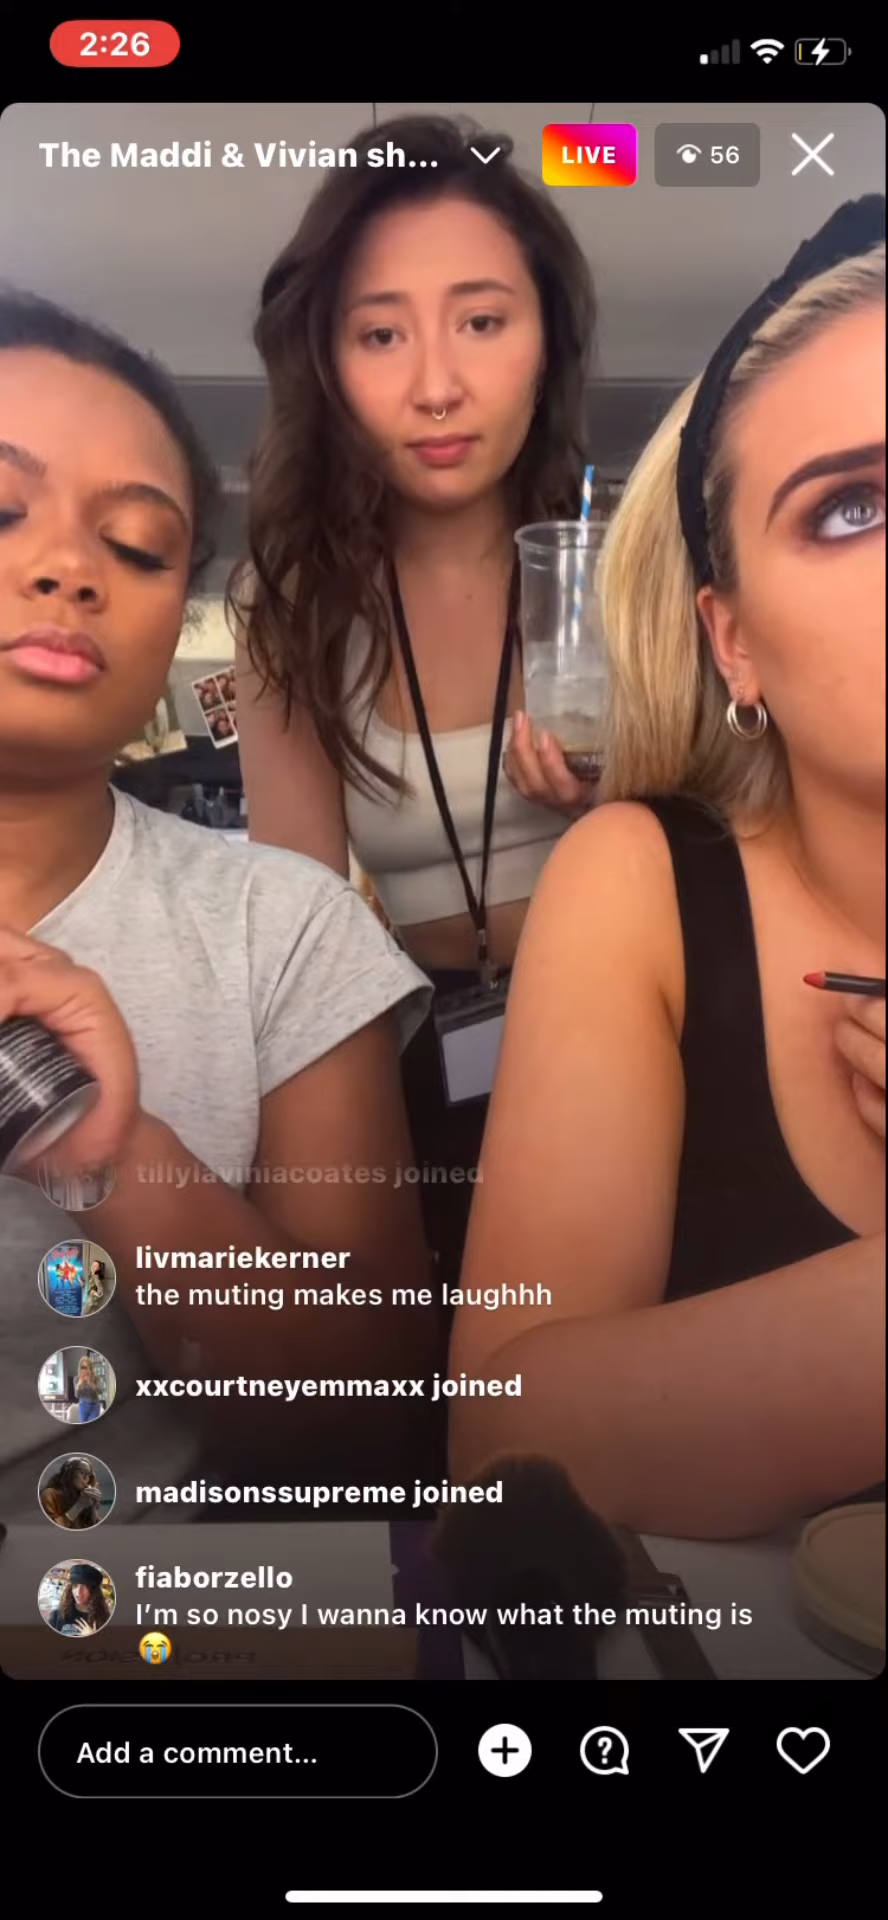 2:26
The Maddi & Vivian sh...
LIVE
56
tillylaviniacoates joined
livmariekerner
the muting makes me laughhh
xxcourtneyemmaxx joined
madisonssupreme joined
fiaborzello
I’m so nosy I wanna know what the muting is
😭
Add a comment...